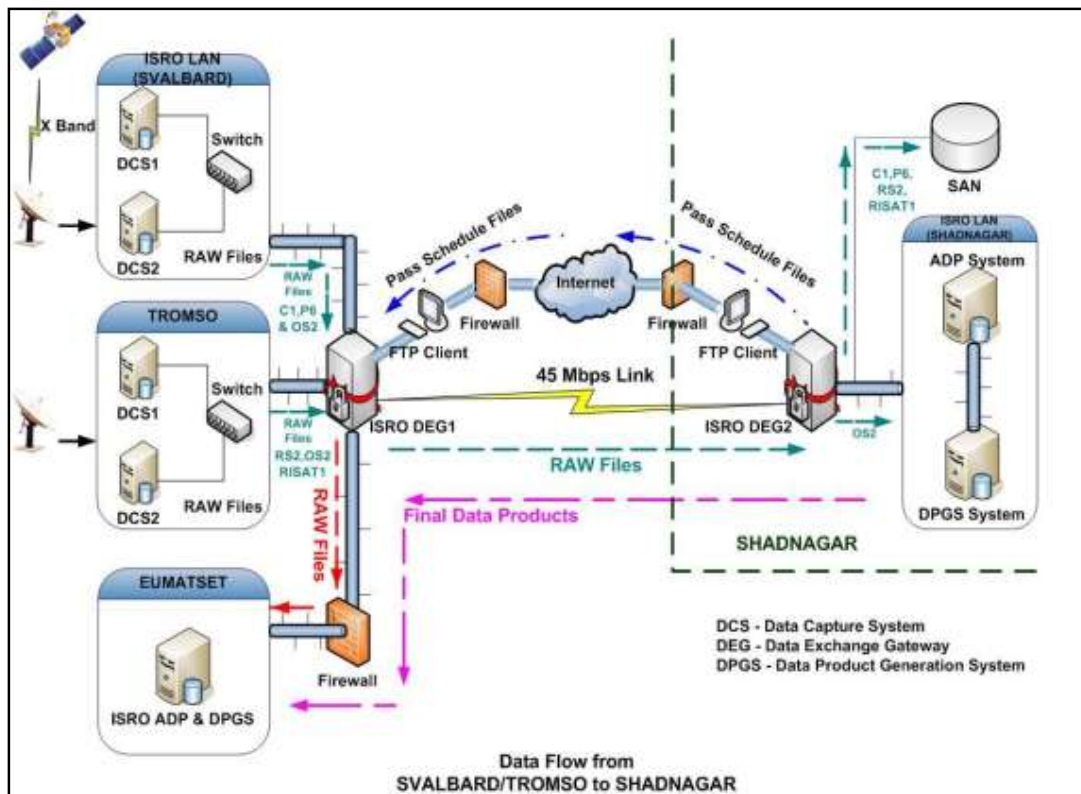 ISRO LAN
(SVALBARD)
X Band
DCS1
Switch
DCS2
RAW Files
RAW
Files
C1,P6
& OS2
TROMSO
DCS1
Switch
DCS2
RAW Files
RAW
Files
RS2,OS2
RISAT1
EUMATSET
ISRO ADP & DPGS
Pass Schedule Files
Firewall
FTP Client
Internet
Pass Schedule Files
Firewall
FTP Client
ISRO DEG1
45 Mbps Link
ISRO DEG2
RAW Files
RAW Files
Final Data Products
Firewall
C1,P6,
RS2,
RISAT1
SAN
OS2
ISRO LAN
(SHADNAGAR)
ADP System
DPGS System
SHADNAGAR
DCS - Data Capture System
DEG - Data Exchange Gateway
DPGS - Data Product Generation System
Data Flow from
SVALBARD/TROMSO to SHADNAGAR